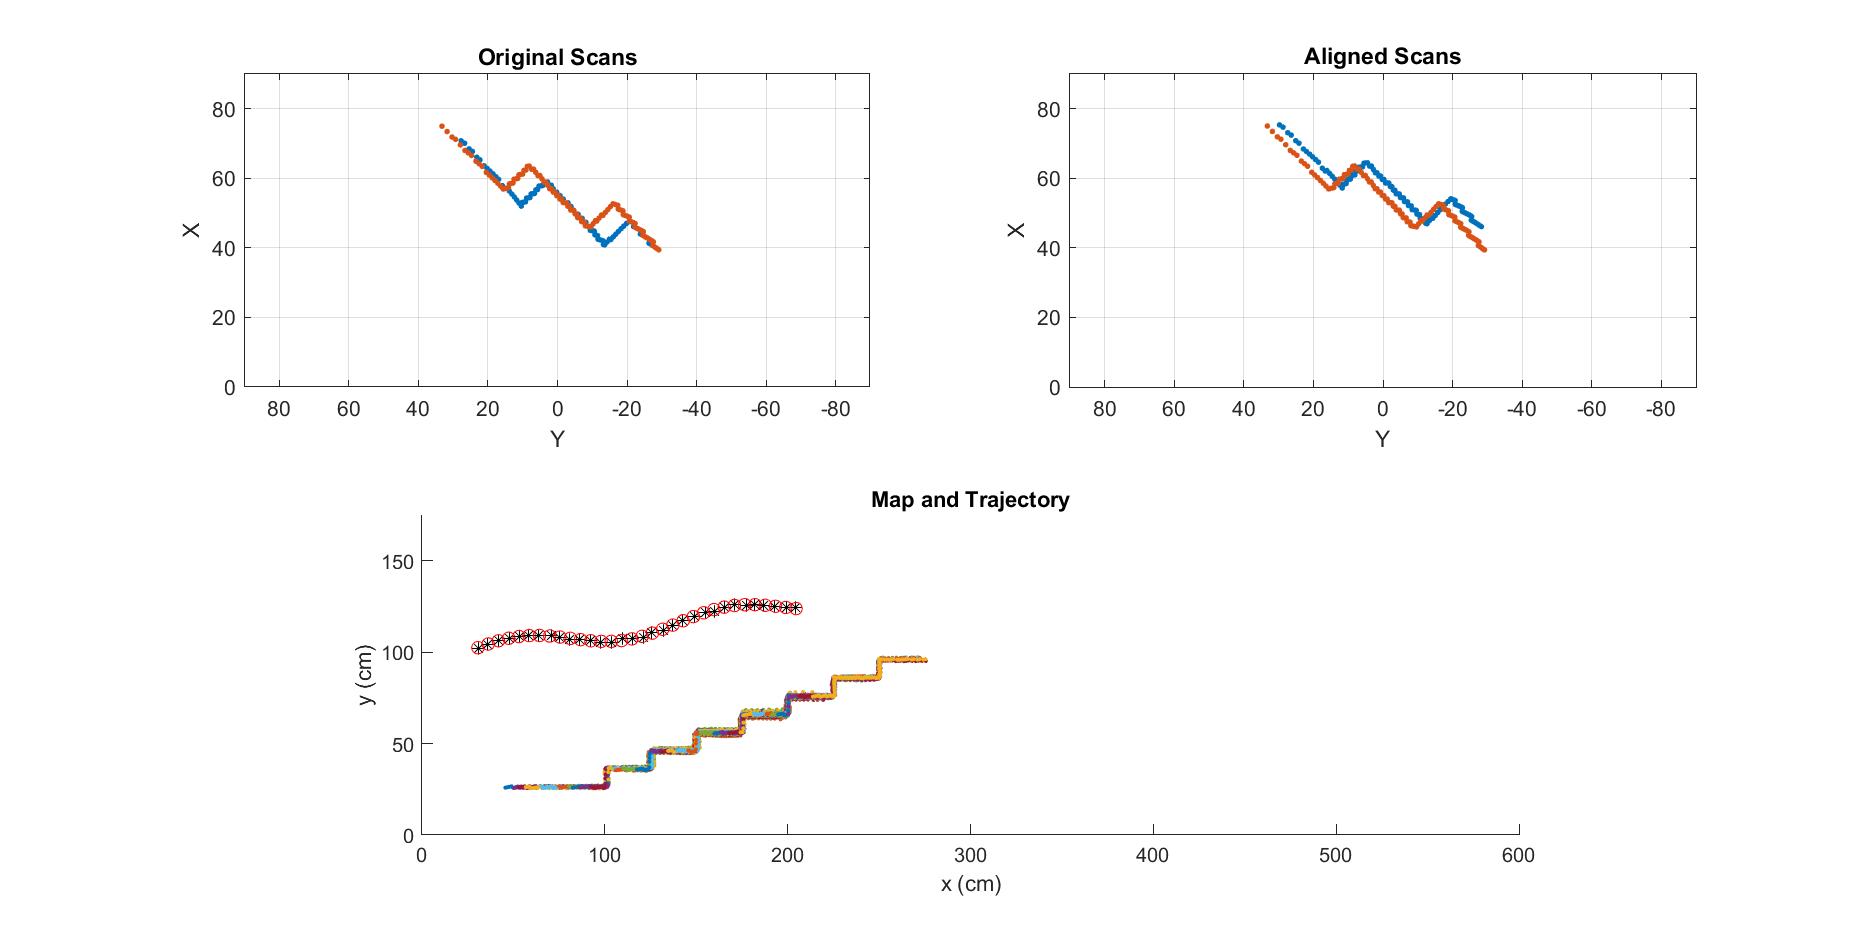 Original Scans
80
60
40
20
0
X
80 60 40 20 0 -20 -40 -60 -80
Y
Aligned Scans
80
60
40
20
0
X
80 60 40 20 0 -20 -40 -60 -80
Y
Map and Trajectory
150
100
50
0
y (cm)
0 100 200 300 400 500 600
x (cm)